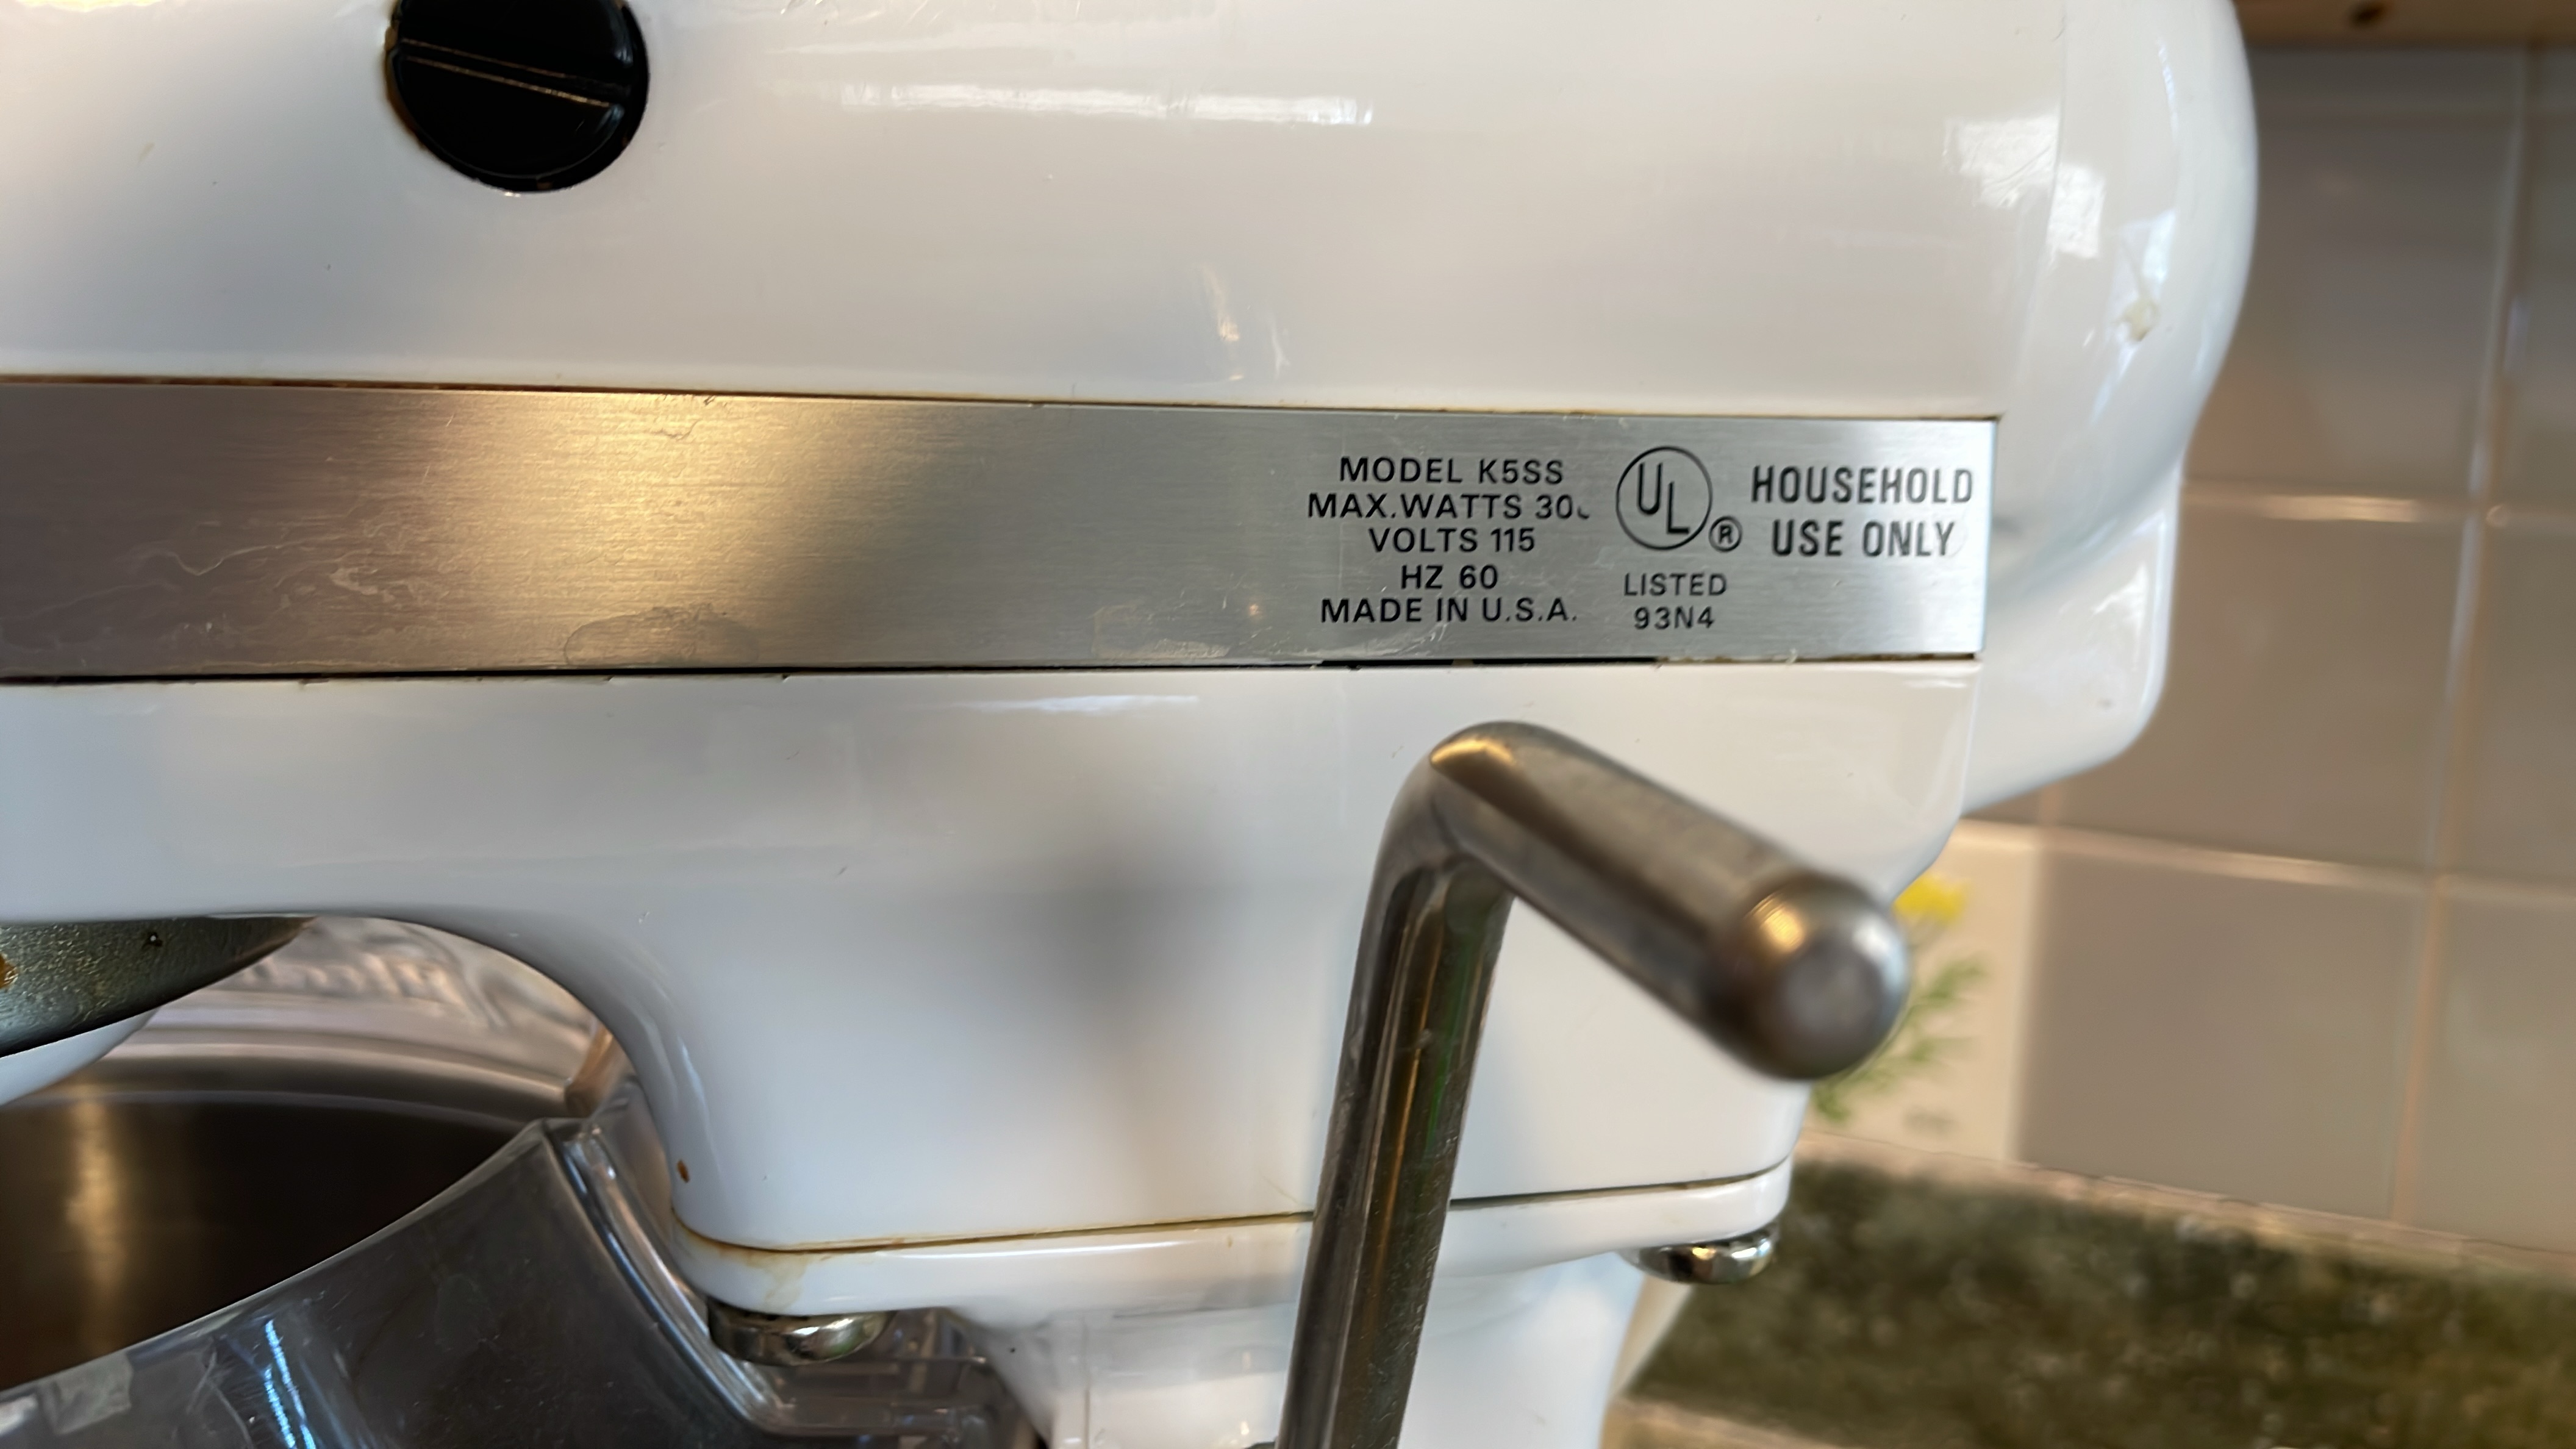 MODEL K5SS
MAX.WATTS
VOLTS 115
HZ 60
MADE IN U.S.A.
UL ®
LISTED
93N4
HOUSEHOLD
USE ONLY